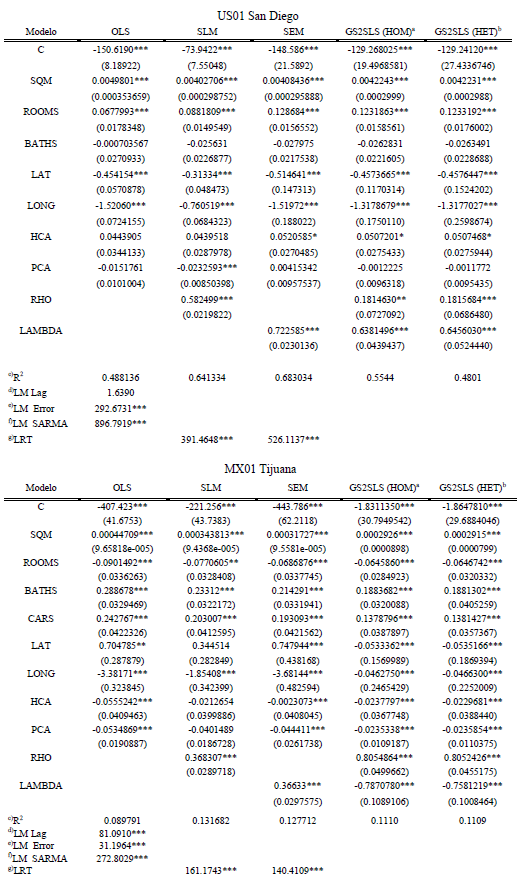 US01 San Diego
Modelo OLS SLM SEM GS2SLS (HOM)a GS2SLS (HET)b
C -150.6190*** -73.9422*** -148.586*** -129.268025*** -129.24120***
(8.18922) (7.55048) (21.5892) (19.4968581) (27.4336746)
SQM 0.0049801*** 0.00402706*** 0.00408436*** 0.0042243*** 0.0042231***
(0.000353659) (0.000298752) (0.000295888) (0.0002999) (0.0002988)
ROOMS 0.0677993*** 0.0881809*** 0.128684*** 0.1231863*** 0.1233192***
(0.0178348) (0.0149549) (0.0156552) (0.0158561) (0.0176002)
BATHS -0.000703567 -0.025631 -0.027975 -0.0262831 -0.0263491
(0.0270933) (0.0226877) (0.0217538) (0.0221605) (0.0228688)
LAT -0.454154*** -0.31334*** -0.514641*** -0.4573665*** -0.4576447***
(0.0570878) (0.048473) (0.147313) (0.1170314) (0.1524202)
LONG -1.52060*** -0.760519*** -1.51972*** -1.3178679*** -1.3177027***
(0.0724155) (0.0684323) (0.188022) (0.1750110) (0.2598674)
HCA 0.0443905 0.0439518 0.0520585* 0.0507201* 0.0507468*
(0.0344133) (0.0287978) (0.0270485) (0.0275433) (0.0275944)
PCA -0.0151761 -0.0232593*** 0.00415342 -0.0012225 -0.0011772
(0.0101004) (0.00850398) (0.00957537) (0.0096318) (0.0095435)
RHO 0.582499*** 0.1814630** 0.1815684***
(0.0219822) (0.0727092) (0.0686480)
LAMBDA 0.722585*** 0.6381496*** 0.6456030***
(0.0230136) (0.0439437) (0.0524440)
c)R2 0.488136 0.641334 0.683034 0.5544 0.4801
d)LM Lag 1.6390
e)LM Error 292.6731***
f)LM SARMA 896.7919***
g)LRT 391.4648*** 526.1137***
MX01 Tijuana
Modelo OLS SLM SEM GS2SLS (HOM)a GS2SLS (HET)b
C -407.423*** -221.256*** -443.786*** -1.8311350*** -1.8647810***
(41.6753) (43.7383) (62.2118) (30.7949542) (29.6884046)
SQM 0.00044709*** 0.000343813*** 0.00031727*** 0.0002926*** 0.0002915***
(9.65818e-005) (9.4368e-005) (9.5581e-005) (0.0000898) (0.0000799)
ROOMS -0.0901492*** -0.0770605** -0.0686876*** -0.0645860*** -0.0646742***
(0.0336263) (0.0328408) (0.0337745) (0.0284923) (0.0320332)
BATHS 0.288678*** 0.23312*** 0.214291*** 0.1883682*** 0.1881302***
(0.0329469) (0.0322172) (0.0331941) (0.0320088) (0.0405259)
CARS 0.242767*** 0.203007*** 0.193093*** 0.1378796*** 0.1381427***
(0.0422326) (0.0412595) (0.0421562) (0.0387897) (0.0357367)
LAT 0.704785** 0.344514 0.747944*** -0.0533362*** -0.0535166***
(0.287879) (0.282849) (0.438168) (0.1569989) (0.1869394)
LONG -3.38171*** -1.85408*** -3.68144*** -0.0462750*** -0.0466300***
(0.323845) (0.342399) (0.482594) (0.2465429) (0.2252009)
HCA -0.0555242*** -0.0212654 -0.0023073*** -0.0237797*** -0.0229681***
(0.0409463) (0.0399886) (0.0408045) (0.0367748) (0.0388440)
PCA -0.0534869*** -0.0401489 -0.044411*** -0.0235338*** -0.0235854***
(0.0190887) (0.0186728) (0.0261738) (0.0109187) (0.0110375)
RHO 0.368307*** 0.8054864*** 0.8052426***
(0.0289718) (0.0499662) (0.0455175)
LAMBDA 0.36633*** -0.7870780*** -0.7581219***
(0.0297575) (0.1089106) (0.1008464)
c)R2 0.089791 0.131682 0.127712 0.1110 0.1109
d)LM Lag 81.0910***
e)LM Error 31.1964***
f)LM SARMA 272.8029***
g)LRT 161.1743*** 140.4109***